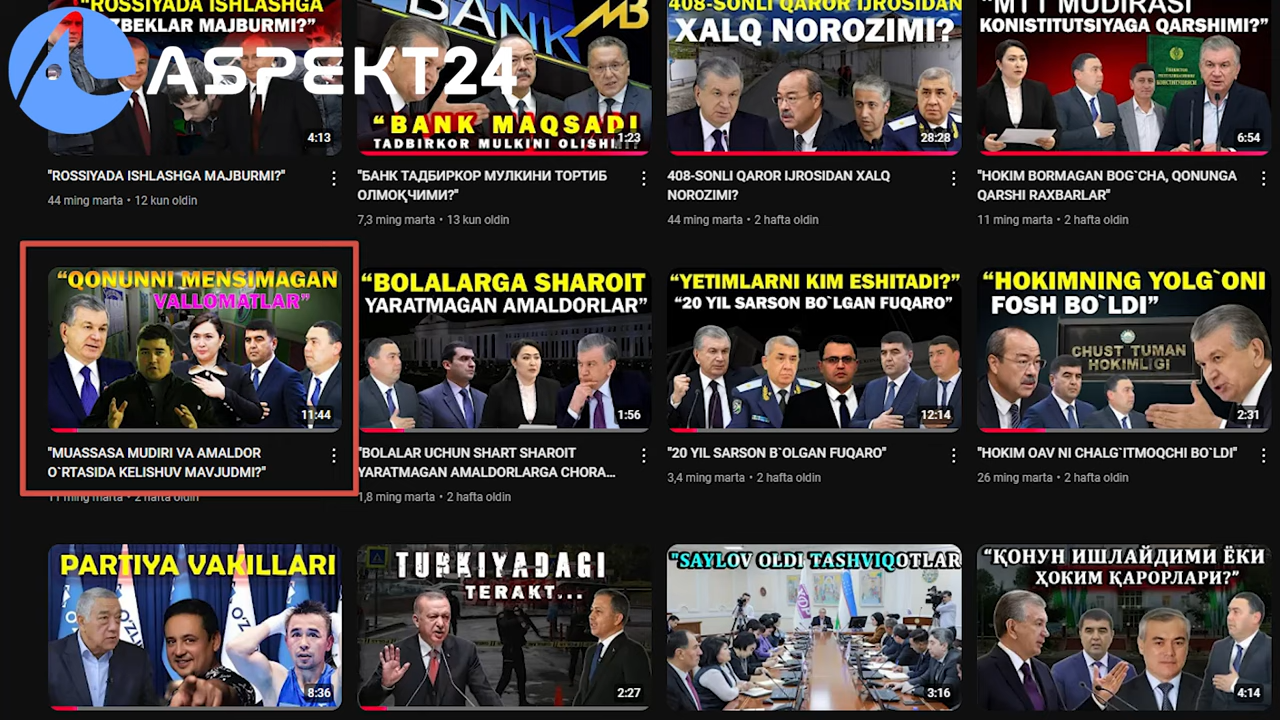 "ROSSIYADA ISHLASHGA
ZBEKLAR MAJBURMI?”
ASPEKT24
4:13
"ROSSIYADA ISHLASHGA MAJBURMI?"
44 ming marta • 12 kun oldin
BANK
“BANK MAQSADI
TADBIRKOR MULKINI OLISHMI?"
1:23
"БАНК ТАДБИРКОР МУЛКИНИ ТОРТИБ
ОЛМОҚЧИМИ?"
7,3 ming marta • 13 kun oldin
408-SONLI QAROR IJROSIDAN
XALQ NOROZIMI?
28:28
408-SONLI QAROR IJROSIDAN XALQ
NOROZIMI?
44 ming marta • 2 hafta oldin
"MTT MUDIRASI
KONISTITUTSIYAGA QARSHIMI?”
6:54
"HOKIM BORMAGAN BOG`CHA, QONUNGA
QARSHI RAXBARLAR"
11 ming marta • 2 hafta oldin
“QONUNNI MENSIMAGAN
VALLOMATLAR”
11:44
"MUASSASA MUDIRI VA AMALDOR
O`RTASIDA KELISHUV MAVJUDMI?"
11 ming marta • 2 hafta oldin
“BOLALARGA SHAROIT
YARATMAGAN AMALDORLAR”
1:56
"BOLALAR UCHUN SHART SHAROIT
YARATMAGAN AMALDORLARGA CHORA...
1,8 ming marta • 2 hafta oldin
“YETIMLARNI KIM ESHITADI?”
“20 YIL SARSON BO`LGAN FUQARO”
12:14
"20 YIL SARSON B`OLGAN FUQARO"
3,4 ming marta • 2 hafta oldin
“HOKIMNING YOLG`ONI
FOSH BO`LDI”
CHUST TUMAN
HOKIMLIGI
2:31
"HOKIM OAV NI CHALG`ITMOQCHI BO`LDI"
26 ming marta • 2 hafta oldin
PARTIYA VAKILLARI
8:36
TURKIYADAGI
TERAKT...
2:27
"SAYLOV OLDI TASHVIQOTLAR
3:16
“ҚОНУН ИШЛАЙДИМИ ЁКИ
ҲОКИМ ҚАРОРЛАРИ?”
4:14